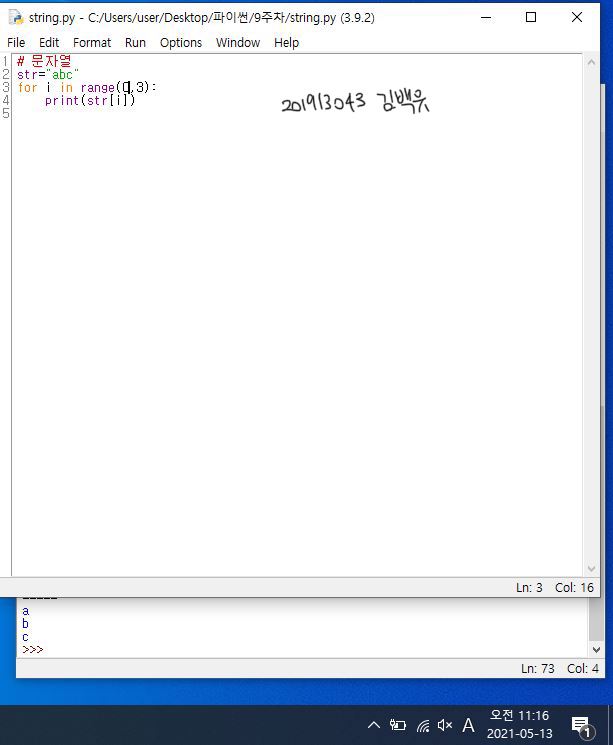 string.py - C:/Users/user/Desktop/파이썬/9주차/string.py (3.9.2)
File Edit Format Run Options Window Help
1 # 문자열
2 str="abc"
3 for i in range(0,3):
4     print(str[i])
5
201913043 김백유
Ln: 3 Col: 16
a
b
c
>>>
Ln: 73 Col: 4
A
오전 11:16
2021-05-13
1